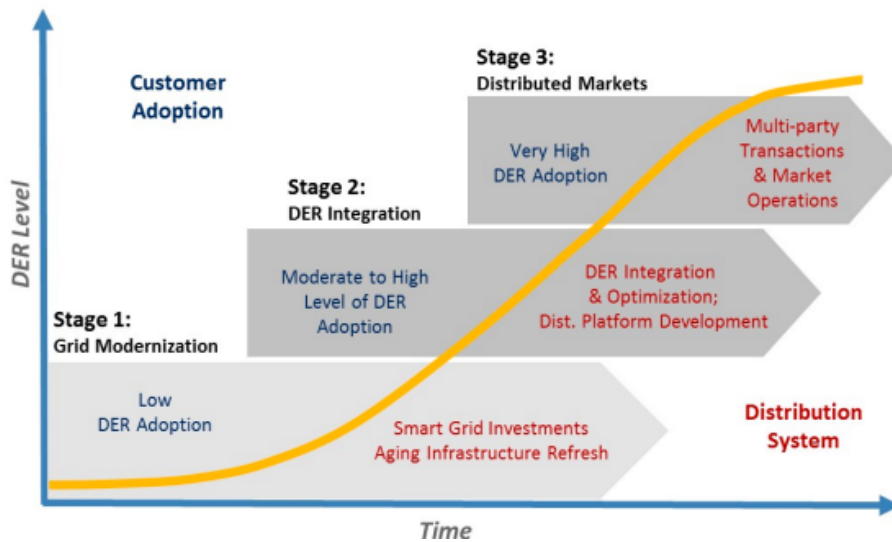 Customer
Adoption
Stage 3:
Distributed Markets
Very High
DER Adoption
Multi-party
Transactions
& Market
Operations
Stage 2:
DER Integration
Moderate to High
Level of DER
Adoption
DER Integration
& Optimization;
Dist. Platform Development
Stage 1:
Grid Modernization
Low
DER Adoption
Smart Grid Investments
Aging Infrastructure Refresh
Distribution
System
DER Level
Time